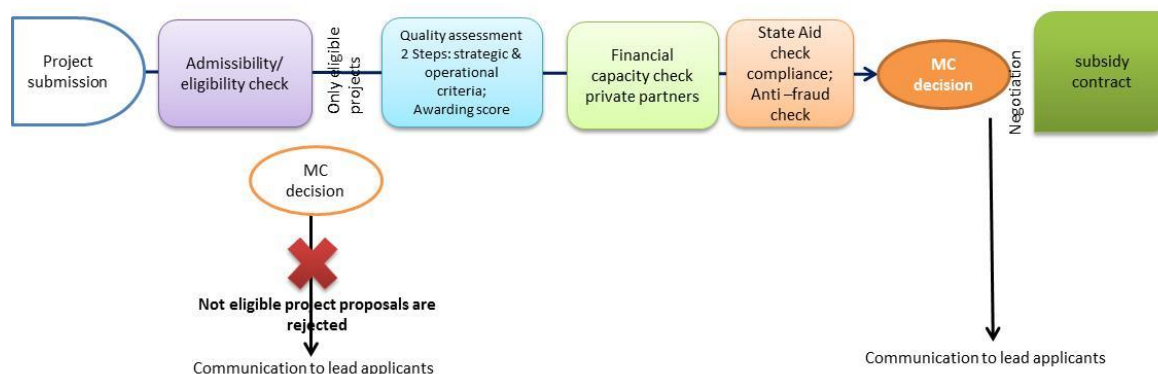 Project
submission
Admissibility/
eligibility check
Only eligible
projects
Quality assessment
2 Steps: strategic &
operational
criteria;
Awarding score
Financial
capacity check
private partners
State Aid
check
compliance;
Anti –fraud
check
MC
decision
Negotiation
subsidy
contract
MC
decision
Not eligible project proposals are
rejected
Communication to lead applicants
Communication to lead applicants